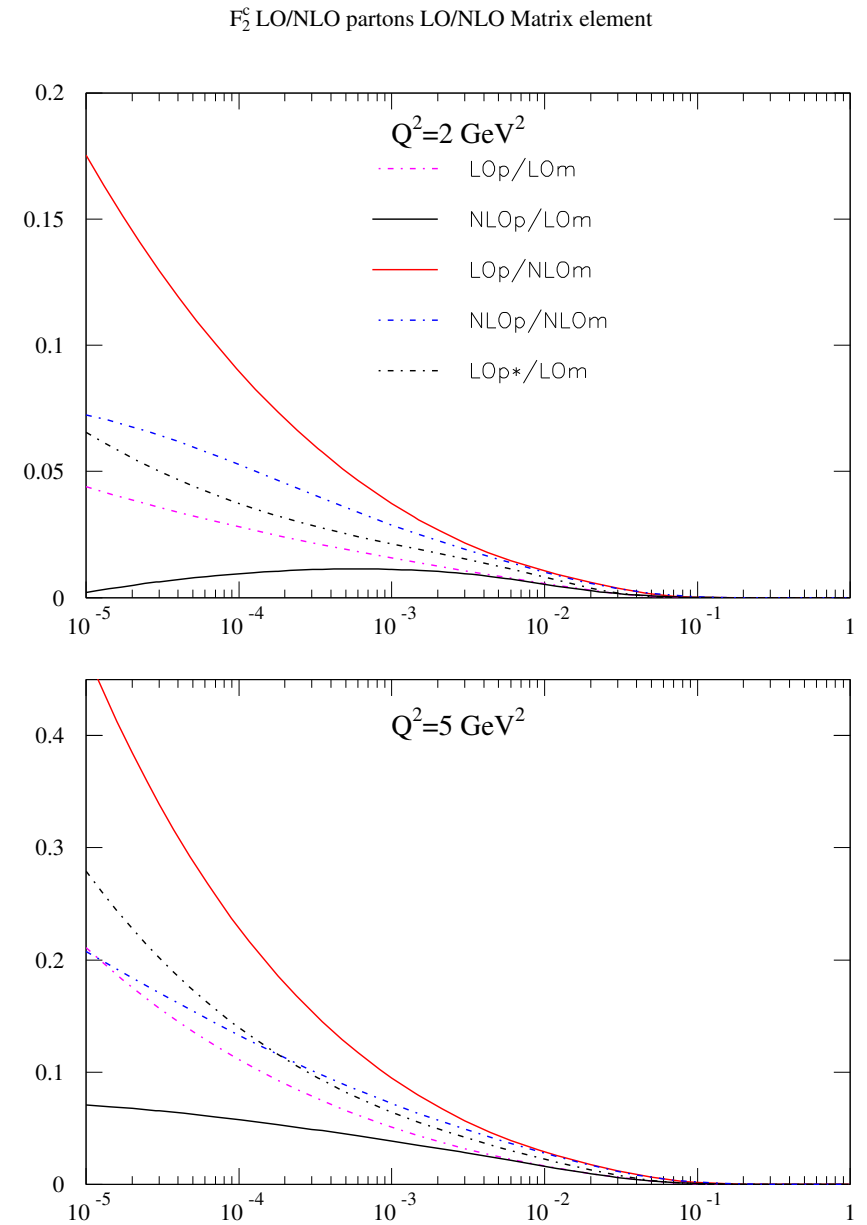 F₂ᶜ LO/NLO partons LO/NLO Matrix element
0.2
Q²=2 GeV²
LOp/LOm
0.15
NLOp/LOm
LOp/NLOm
0.1
NLOp/NLOm
LOp*/LOm
0.05
0
10⁻⁵ 10⁻⁴ 10⁻³ 10⁻² 10⁻¹ 1
Q²=5 GeV²
0.4
0.3
0.2
0.1
0
10⁻⁵ 10⁻⁴ 10⁻³ 10⁻² 10⁻¹ 1